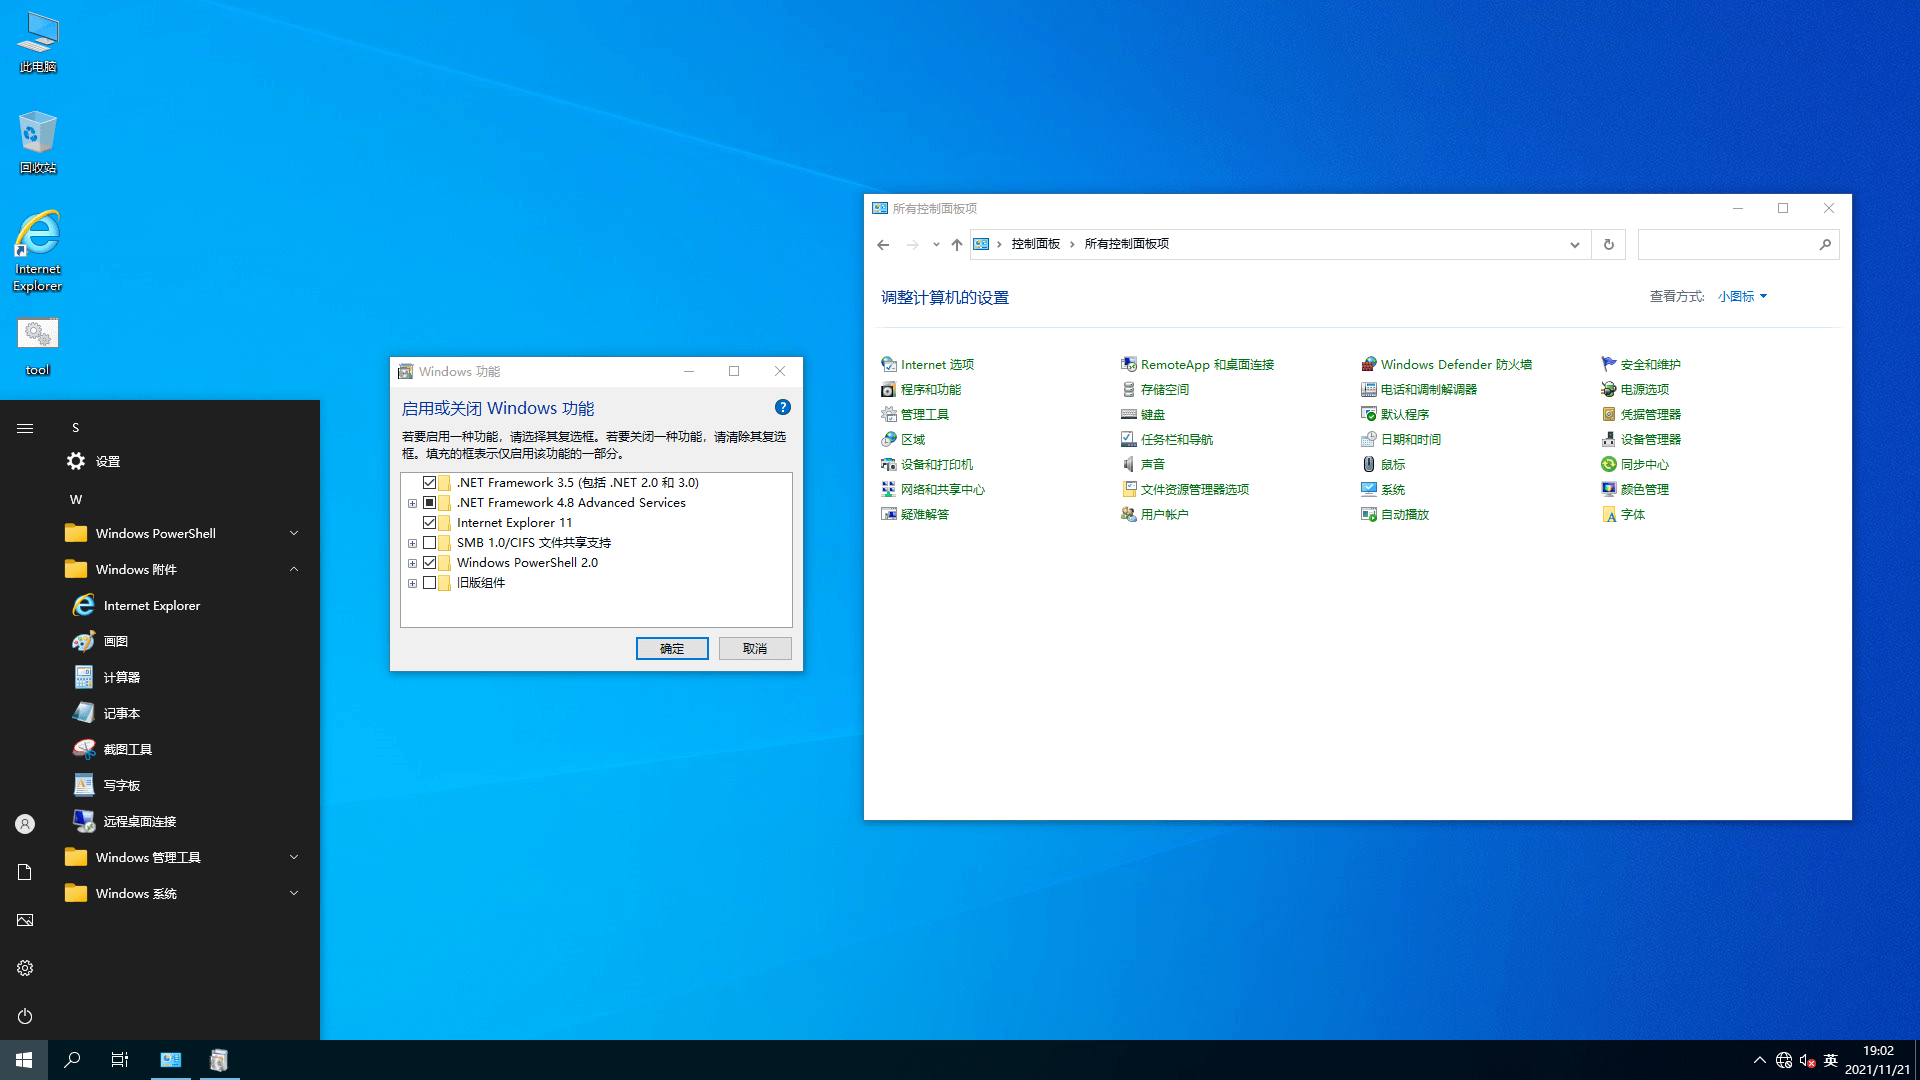 此电脑
回收站
Internet
Explorer
tool
S
设置
W
Windows PowerShell
Windows 附件
Internet Explorer
画图
计算器
记事本
截图工具
写字板
远程桌面连接
Windows 管理工具
Windows 系统
Windows 功能
启用或关闭 Windows 功能
若要启用一种功能，请选择其复选框。若要关闭一种功能，请清除其复选
框。填充的框表示仅启用该功能的一部分。
.NET Framework 3.5 (包括 .NET 2.0 和 3.0)
.NET Framework 4.8 Advanced Services
Internet Explorer 11
SMB 1.0/CIFS 文件共享支持
Windows PowerShell 2.0
旧版组件
确定 取消
所有控制面板项
控制面板 所有控制面板项
调整计算机的设置
查看方式: 小图标
Internet 选项 RemoteApp 和桌面连接 Windows Defender 防火墙 安全和维护
程序和功能 存储空间 电话和调制解调器 电源选项
管理工具 键盘 默认程序 凭据管理器
区域 任务栏和导航 日期和时间 设备管理器
设备和打印机 声音 鼠标 同步中心
网络和共享中心 文件资源管理器选项 系统 颜色管理
疑难解答 用户帐户 自动播放 字体
英
19:02
2021/11/21